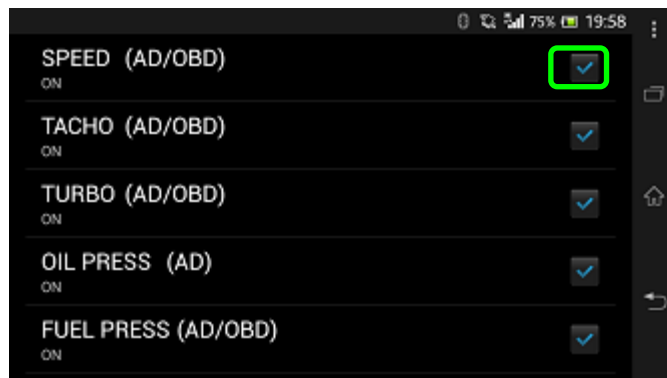 75% 19:58
SPEED (AD/OBD)
ON
TACHO (AD/OBD)
ON
TURBO (AD/OBD)
ON
OIL PRESS (AD)
ON
FUEL PRESS (AD/OBD)
ON